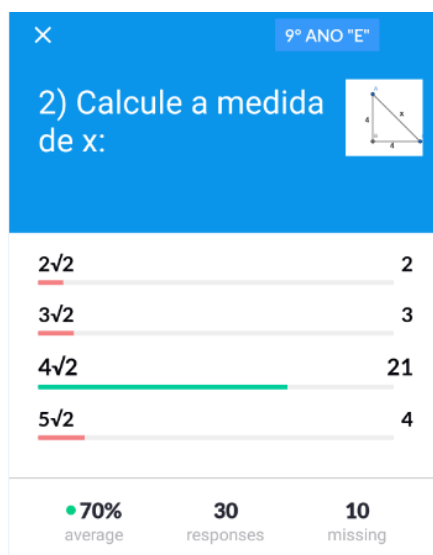 × 9º ANO "E"
2) Calcule a medida
de x:
4
x
4
2√2 2
3√2 3
4√2 21
5√2 4
70% 30 10
average responses missing